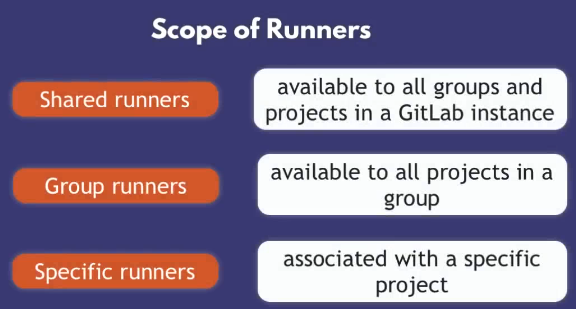 Scope of Runners
Shared runners
available to all groups and
projects in a GitLab instance
Group runners
available to all projects in a
group
Specific runners
associated with a specific
project